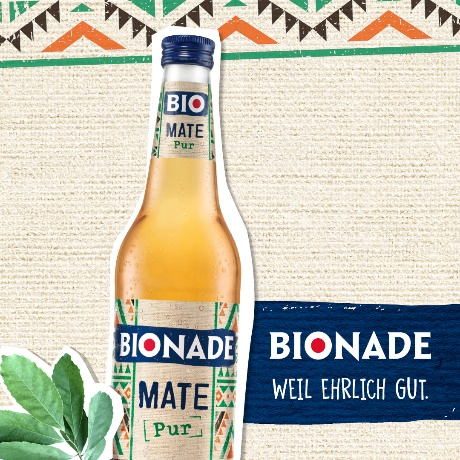 BIO
MATE
Pur
BIONADE
MATE
[Pur]
BIONADE
WEIL EHRLICH GUT.